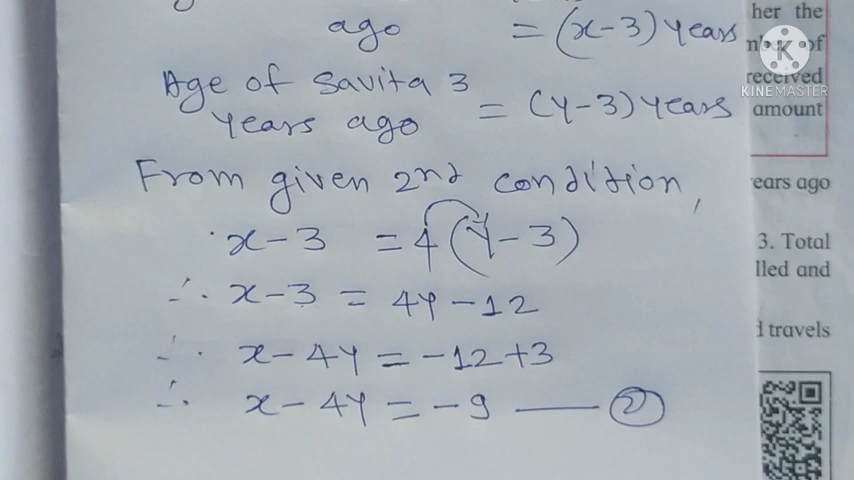 ago = (x-3) years
Age of Savita 3
years ago = (y-3) years
From given 2nd condition,
x-3 = 4(y-3)
∴ x-3 = 4y-12
∴ x-4y = -12+3
∴ x-4y = -9 —— ②
her the
of
received
amount
ears ago
3. Total
lled and
d travels
KINEMASTER